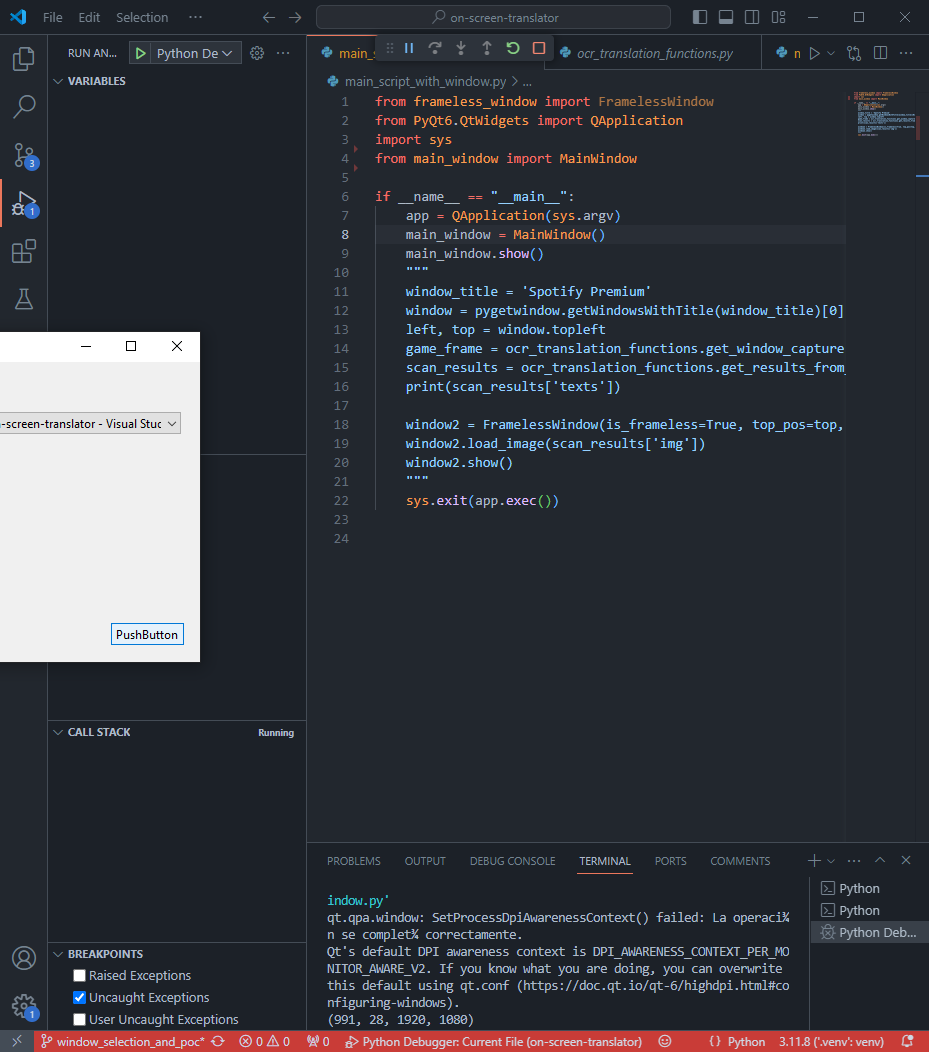 File Edit Selection ··· on-screen-translator
RUN AN... Python De ···
main_s ocr_translation_functions.py n ···
VARIABLES
main_script_with_window.py > ...
1 from frameless_window import FramelessWindow
2 from PyQt6.QtWidgets import QApplication
3 import sys
4 from main_window import MainWindow
5
6 if __name__ == "__main__":
7 app = QApplication(sys.argv)
8 main_window = MainWindow()
9 main_window.show()
10 """
11 window_title = 'Spotify Premium'
12 window = pygetwindow.getWindowsWithTitle(window_title)[0]
13 left, top = window.topleft
14 game_frame = ocr_translation_functions.get_window_capture
15 scan_results = ocr_translation_functions.get_results_from_
16 print(scan_results['texts'])
17
18 window2 = FramelessWindow(is_frameless=True, top_pos=top,
19 window2.load_image(scan_results['img'])
20 window2.show()
21 """
22 sys.exit(app.exec())
23
24
3
1
n-screen-translator - Visual Stuc
PushButton
CALL STACK Running
BREAKPOINTS
Raised Exceptions
Uncaught Exceptions
User Uncaught Exceptions
1
PROBLEMS OUTPUT DEBUG CONSOLE TERMINAL PORTS COMMENTS
indow.py'
qt.qpa.window: SetProcessDpiAwarenessContext() failed: La operaci%
n se complet% correctamente.
Qt's default DPI awareness context is DPI_AWARENESS_CONTEXT_PER_MO
NITOR_AWARE_V2. If you know what you are doing, you can overwrite
this default using qt.conf (https://doc.qt.io/qt-6/highdpi.html#co
nfiguring-windows).
(991, 28, 1920, 1080)
Python
Python
Python Deb...
window_selection_and_poc* 0 0 0 Python Debugger: Current File (on-screen-translator) {} Python 3.11.8 ('.venv': venv)